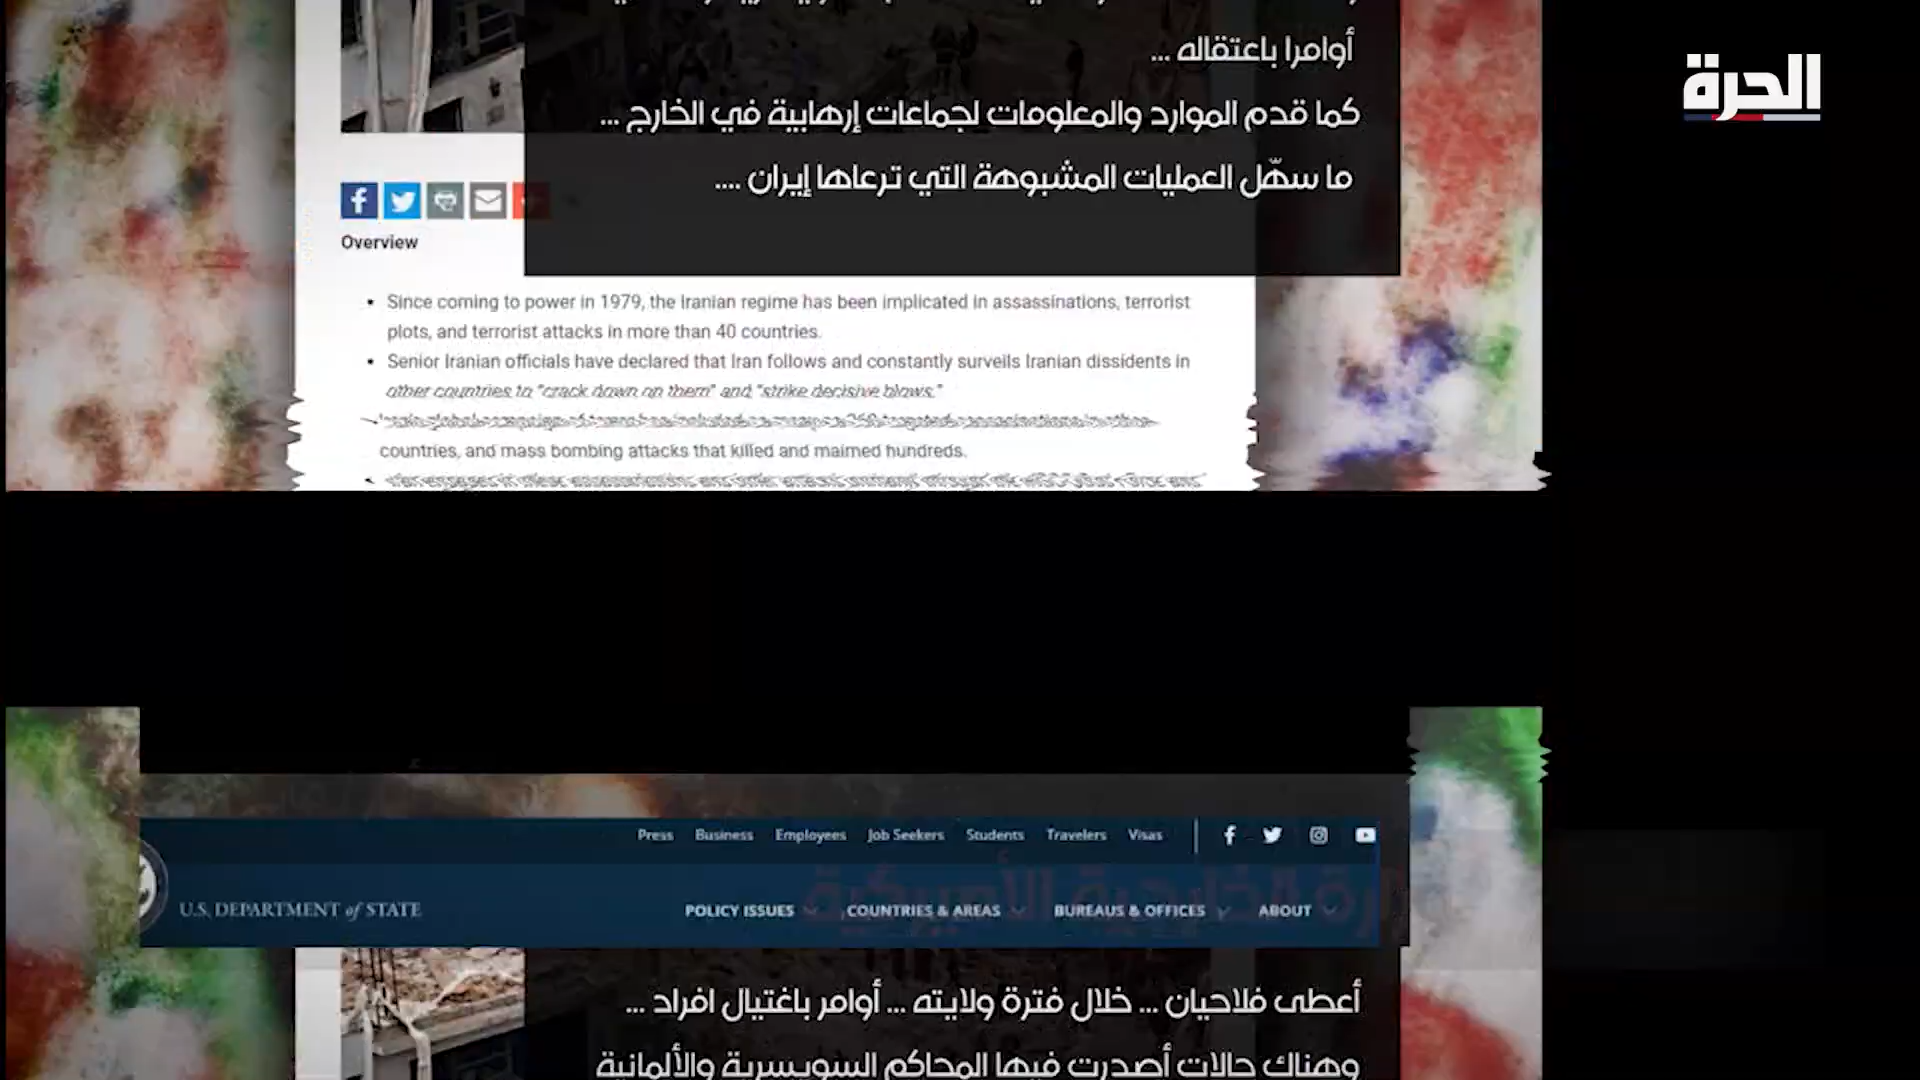 أوامرا باعتقاله ...
كما قدم الموارد والمعلومات لجماعات إرهابية في الخارج ...
ما سهّل العمليات المشبوهة التي ترعاها إيران ....
الحرة
Overview
• Since coming to power in 1979, the Iranian regime has been implicated in assassinations, terrorist
plots, and terrorist attacks in more than 40 countries.
• Senior Iranian officials have declared that Iran follows and constantly surveils Iranian dissidents in
other countries to "crack down on them" and "strike decisive blows."
countries, and mass bombing attacks that killed and maimed hundreds.
Press Business Employees Job Seekers Students Travelers Visas
U.S. DEPARTMENT of STATE
POLICY ISSUES COUNTRIES & AREAS BUREAUS & OFFICES ABOUT
الخارجية الأميركية
أعطى فلاحيان ... خلال فترة ولايته ... أوامر باغتيال افراد ...
وهناك حالات أصدرت فيها المحاكم السويسرية والألمانية